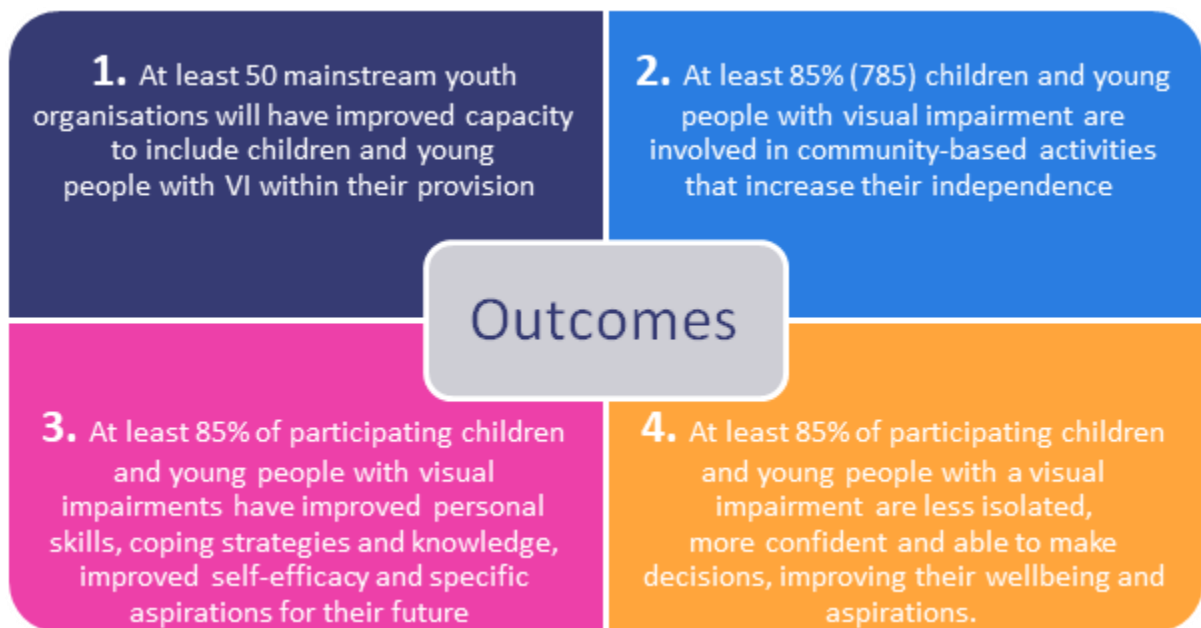 1. At least 50 mainstream youth
organisations will have improved capacity
to include children and young
people with VI within their provision
2. At least 85% (785) children and young
people with visual impairment are
involved in community-based activities
that increase their independence
Outcomes
3. At least 85% of participating children
and young people with visual
impairments have improved personal
skills, coping strategies and knowledge,
improved self-efficacy and specific
aspirations for their future
4. At least 85% of participating children
and young people with a visual
impairment are less isolated,
more confident and able to make
decisions, improving their wellbeing and
aspirations.